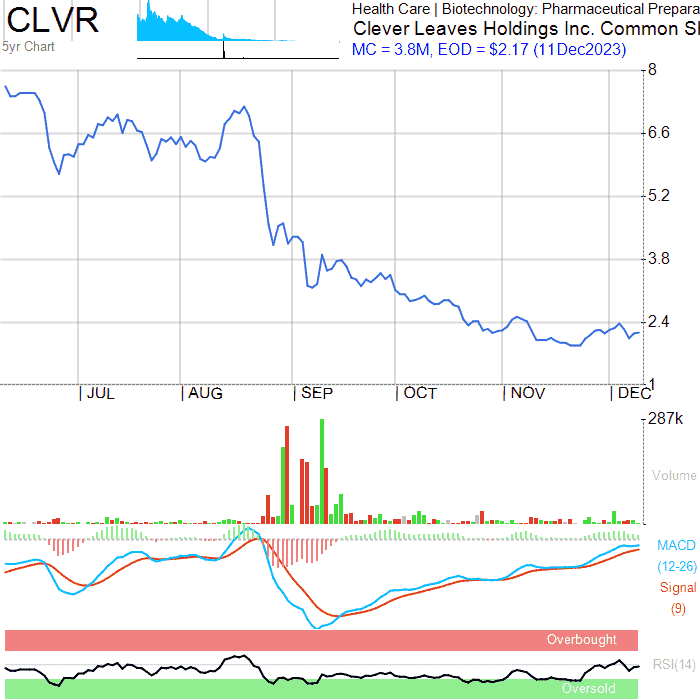 CLVR
5yr Chart
Health Care | Biotechnology: Pharmaceutical Prepara
Clever Leaves Holdings Inc. Common S
MC = 3.8M, EOD = $2.17 (11Dec2023)
8
6.6
5.2
3.8
2.4
1
| JUL | AUG | SEP | OCT | NOV | DEC
287k
Volume
MACD
(12-26)
Signal
(9)
Overbought
RSI(14)
Oversold